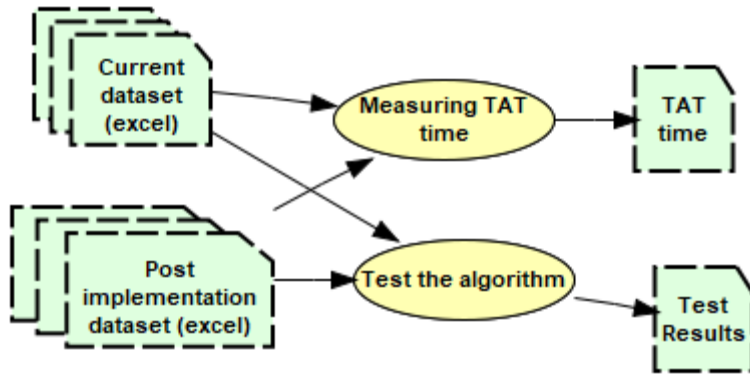 Current
dataset
(excel)
Measuring TAT
time
TAT
time
Post
implementation
dataset (excel)
Test the algorithm
Test
Results